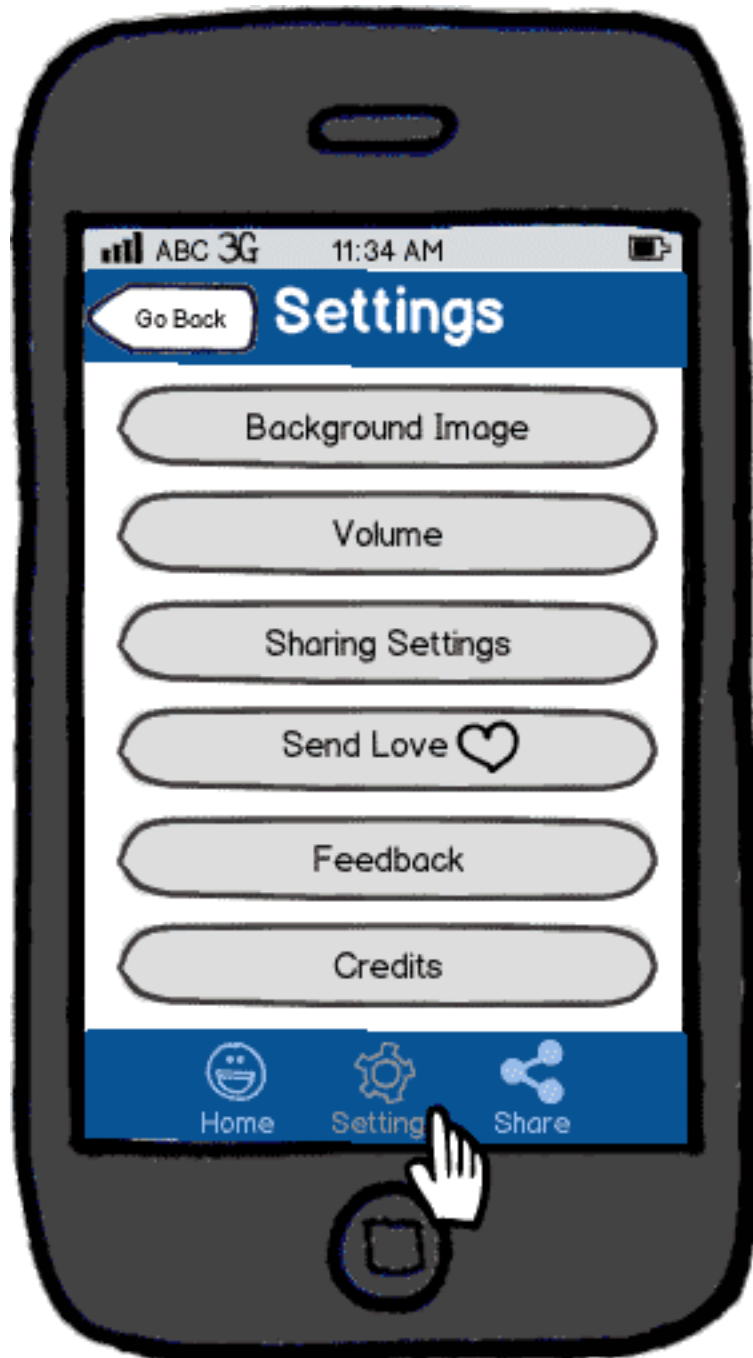 ABC 3G 11:34 AM
Go Back Settings
Background Image
Volume
Sharing Settings
Send Love
Feedback
Credits
Home Setting Share